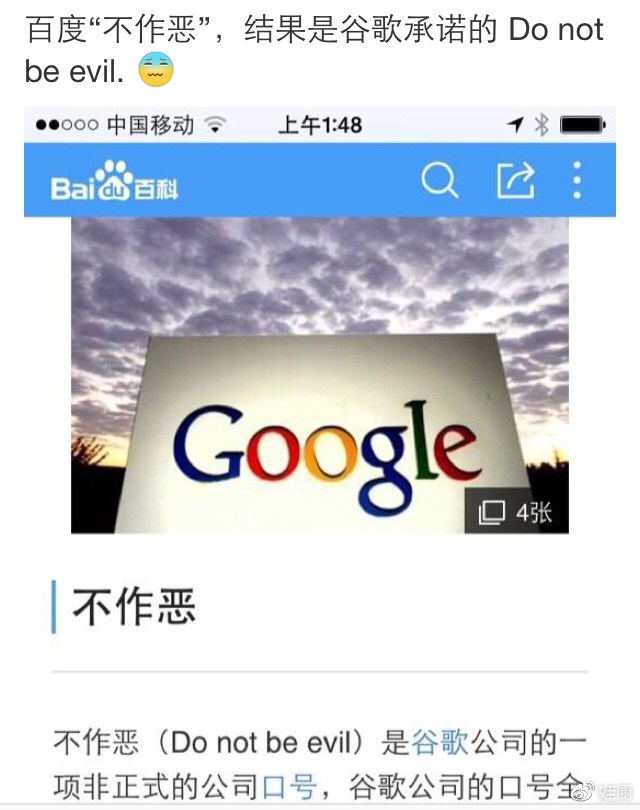 百度“不作恶”，结果是谷歌承诺的 Do not
be evil.
中国移动 上午1:48
Baidu百科
Google
4张
不作恶
不作恶（Do not be evil）是谷歌公司的一
项非正式的公司口号，谷歌公司的口号全